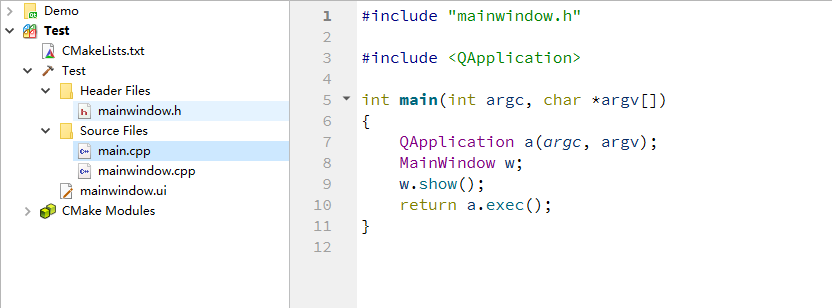 Demo
Test
CMakeLists.txt
Test
Header Files
mainwindow.h
Source Files
main.cpp
mainwindow.cpp
mainwindow.ui
CMake Modules
1 #include "mainwindow.h"
2
3 #include <QApplication>
4
5 int main(int argc, char *argv[])
6 {
7     QApplication a(argc, argv);
8     MainWindow w;
9     w.show();
10     return a.exec();
11 }
12